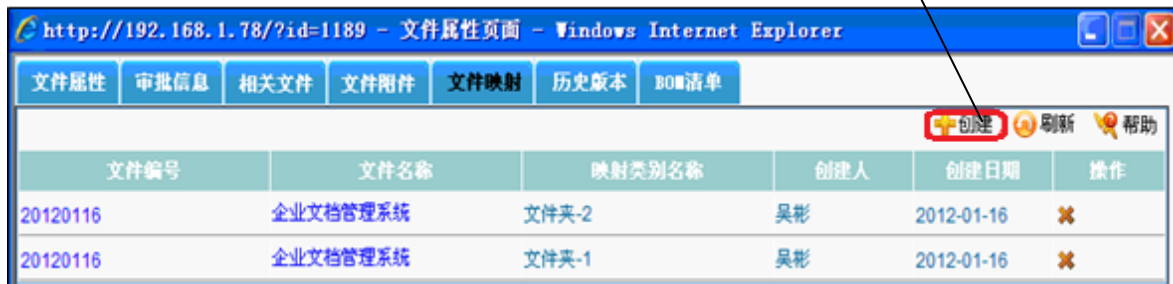 http://192.168.1.78/?id=1189 - 文件属性页面 - Windows Internet Explorer
文件属性 审批信息 相关文件 文件附件 文件映射 历史版本 BOM清单
创建 刷新 帮助
文件编号 文件名称 映射类别名称 创建人 创建日期 操作
20120116 企业文档管理系统 文件夹-2 吴彬 2012-01-16
20120116 企业文档管理系统 文件夹-1 吴彬 2012-01-16